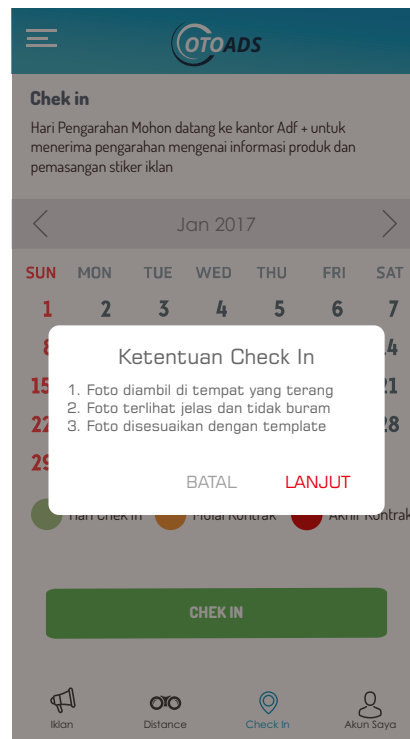 OTOADS
Chek in
Hari Pengarahan Mohon datang ke kantor Adf + untuk
menerima pengarahan mengenai informasi produk dan
pemasangan stiker iklan
Jan 2017
SUN MON TUE WED THU FRI SAT
1 2 3 4 5 6 7
Ketentuan Check In
1. Foto diambil di tempat yang terang
2. Foto terlihat jelas dan tidak buram
3. Foto disesuaikan dengan template
BATAL LANJUT
15 21
22 28
29
Hari Chek in Mulai Kontrak Akhir Kontrak
CHEK IN
Iklan Distance Check In Akun Saya